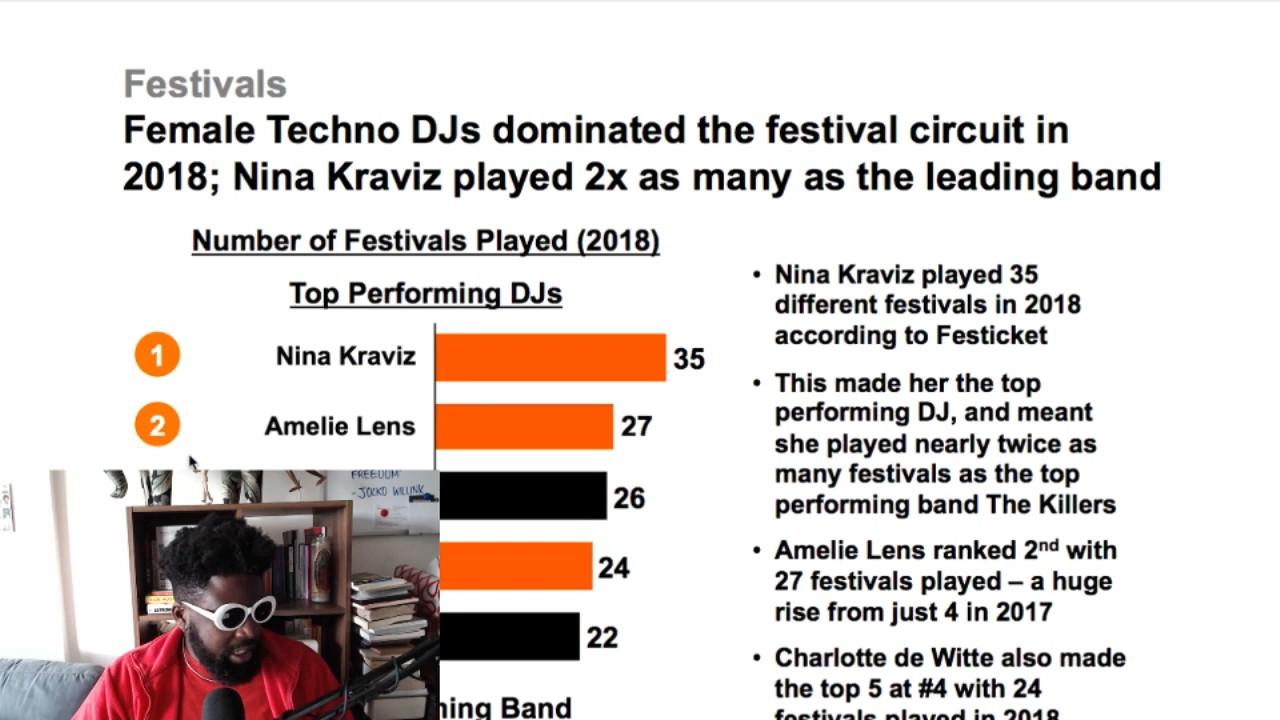 Festivals
Female Techno DJs dominated the festival circuit in
2018; Nina Kraviz played 2x as many as the leading band
Number of Festivals Played (2018)
Top Performing DJs
1 Nina Kraviz 35
2 Amelie Lens 27
26
24
22
ning Band
• Nina Kraviz played 35
different festivals in 2018
according to Festicket
• This made her the top
performing DJ, and meant
she played nearly twice as
many festivals as the top
performing band The Killers
• Amelie Lens ranked 2nd with
27 festivals played – a huge
rise from just 4 in 2017
• Charlotte de Witte also made
the top 5 at #4 with 24
festivals played in 2018
FREEDOM"
-JOCKO WILLINK